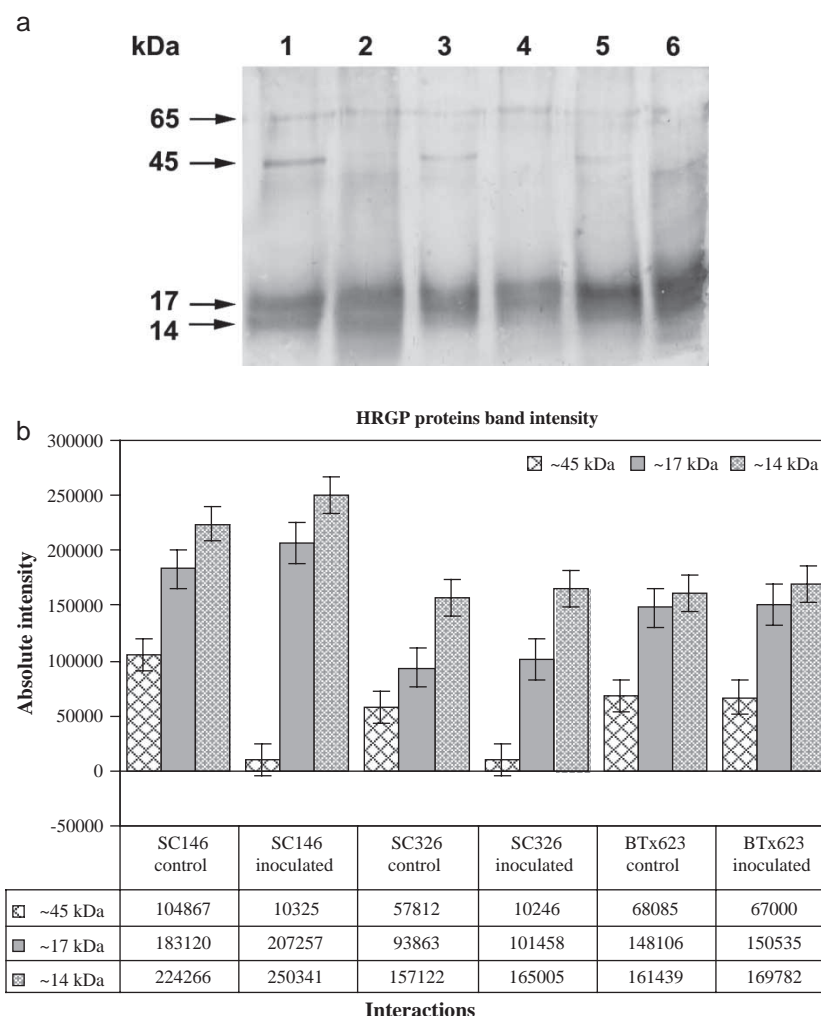 a
kDa 1 2 3 4 5 6
65
45
17
14
b
HRGP proteins band intensity
300000
250000
200000
150000
100000
50000
0
-50000
Absolute intensity
~45 kDa ~17 kDa ~14 kDa
SC146 control SC146 inoculated SC326 control SC326 inoculated BTx623 control BTx623 inoculated
~45 kDa 104867 10325 57812 10246 68085 67000
~17 kDa 183120 207257 93863 101458 148106 150535
~14 kDa 224266 250341 157122 165005 161439 169782
Interactions